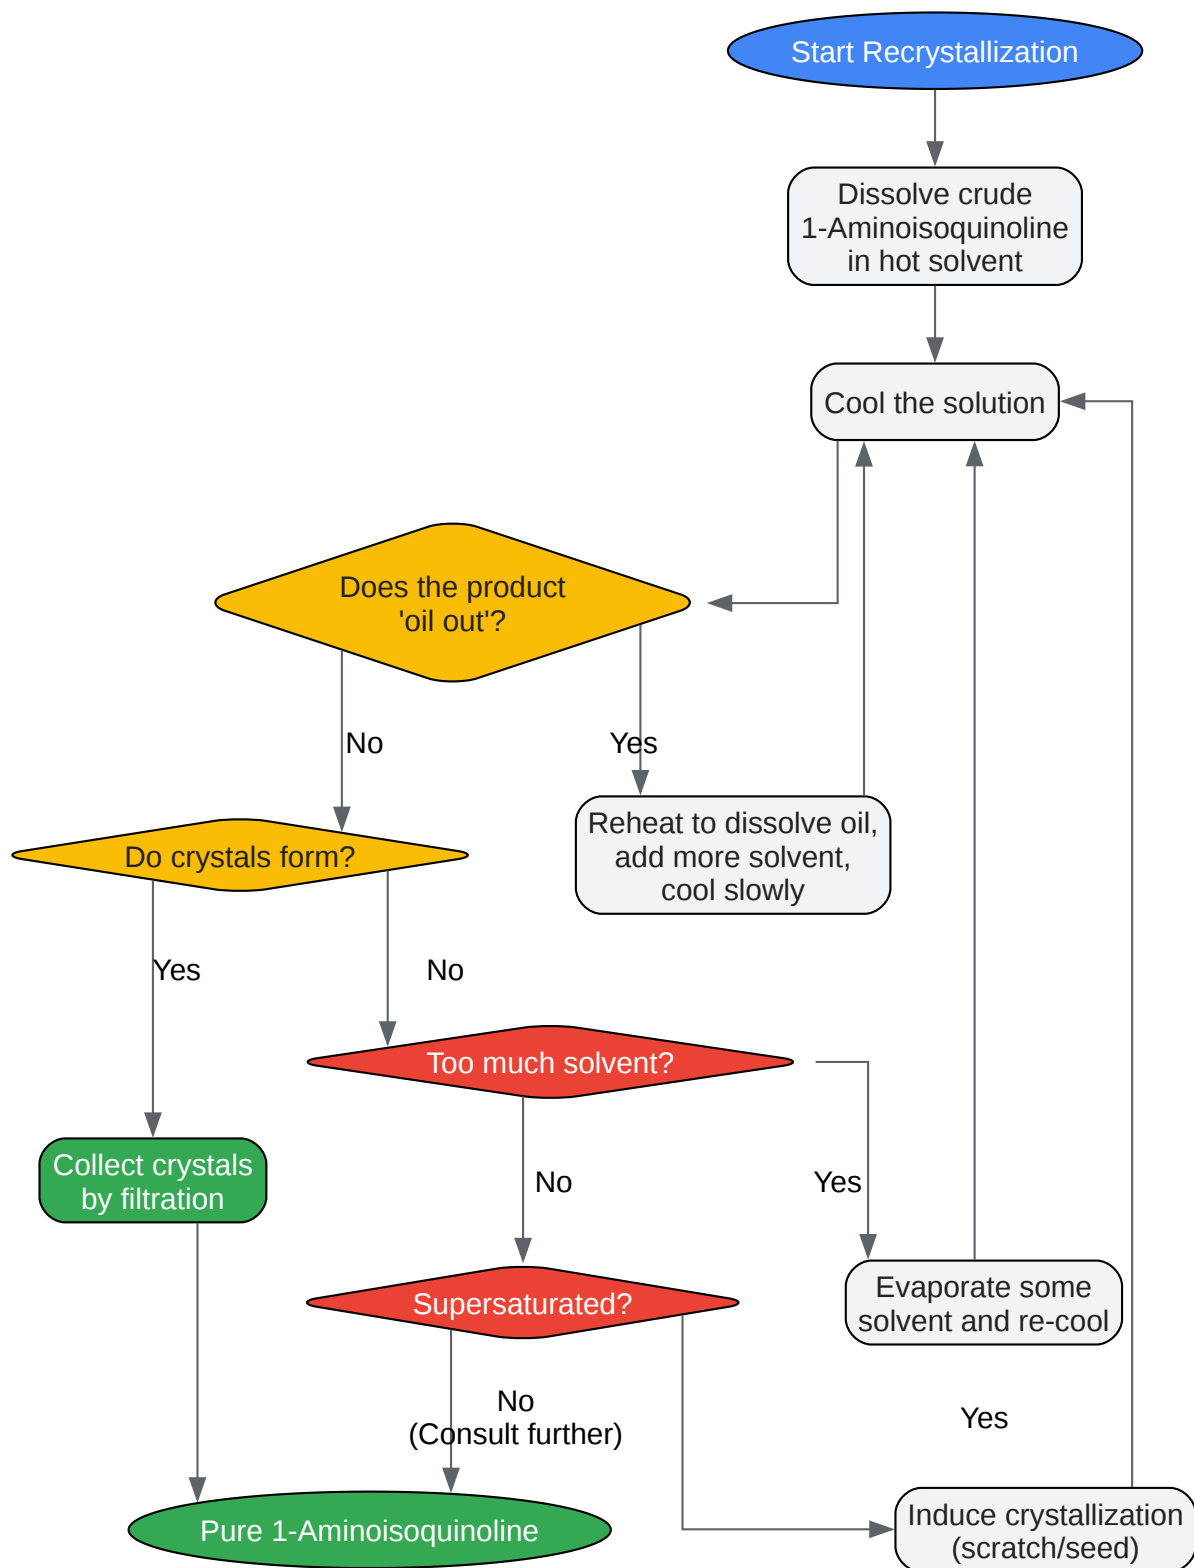 Start Recrystallization
Dissolve crude
1-Aminoisoquinoline
in hot solvent
Cool the solution
Does the product
'oil out'?
No
Yes
Reheat to dissolve oil,
add more solvent,
cool slowly
Do crystals form?
Yes
No
Too much solvent?
Collect crystals
by filtration
No
Yes
Evaporate some
solvent and re-cool
Supersaturated?
No
(Consult further)
Yes
Pure 1-Aminoisoquinoline
Induce crystallization
(scratch/seed)